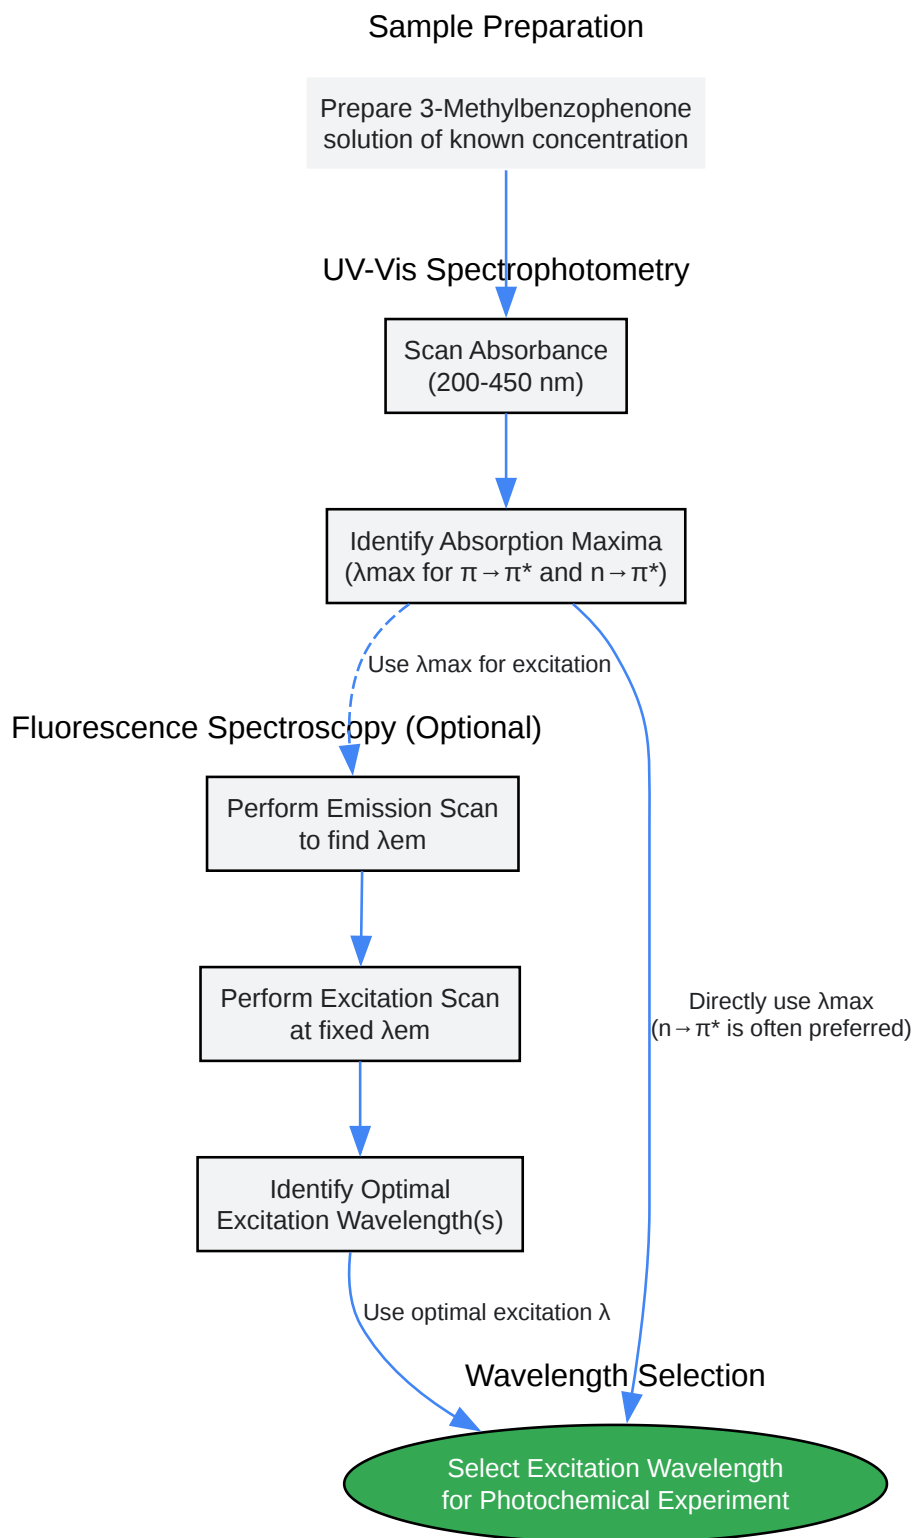 Sample Preparation
Prepare 3-Methylbenzophenone
solution of known concentration
UV-Vis Spectrophotometry
Scan Absorbance
(200-450 nm)
Identify Absorption Maxima
(λmax for π→π* and n→π*)
Use λmax for excitation
Fluorescence Spectroscopy (Optional)
Perform Emission Scan
to find λem
Perform Excitation Scan
at fixed λem
Directly use λmax
(n→π* is often preferred)
Identify Optimal
Excitation Wavelength(s)
Use optimal excitation λ
Wavelength Selection
Select Excitation Wavelength
for Photochemical Experiment